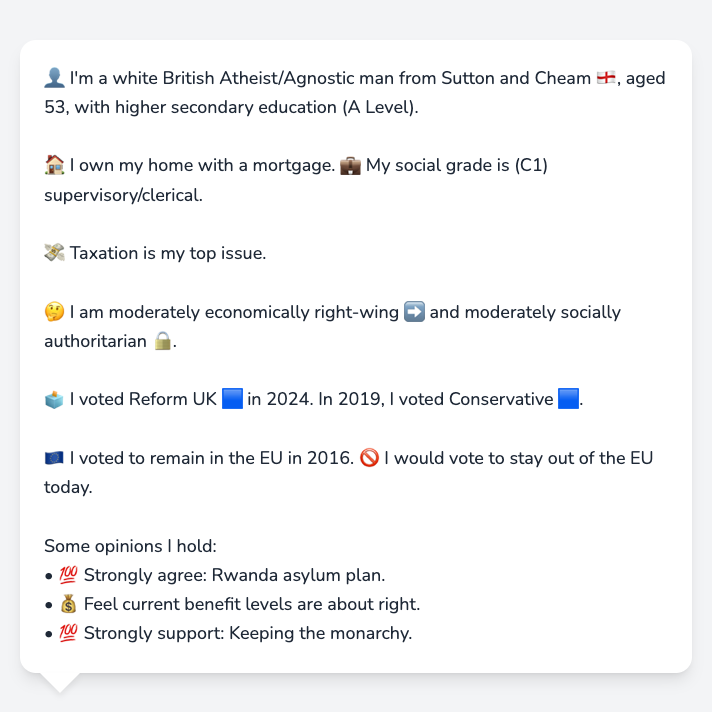 👤 I'm a white British Atheist/Agnostic man from Sutton and Cheam 🏴󠁧󠁢󠁥󠁮󠁧󠁿, aged
53, with higher secondary education (A Level).
🏠 I own my home with a mortgage. 💼 My social grade is (C1)
supervisory/clerical.
💸 Taxation is my top issue.
🤔 I am moderately economically right-wing ➡️ and moderately socially
authoritarian 🔒.
🗳️ I voted Reform UK 🟦 in 2024. In 2019, I voted Conservative 🟦.
🇪🇺 I voted to remain in the EU in 2016. 🚫 I would vote to stay out of the EU
today.
Some opinions I hold:
• 💯 Strongly agree: Rwanda asylum plan.
• 💰 Feel current benefit levels are about right.
• 💯 Strongly support: Keeping the monarchy.